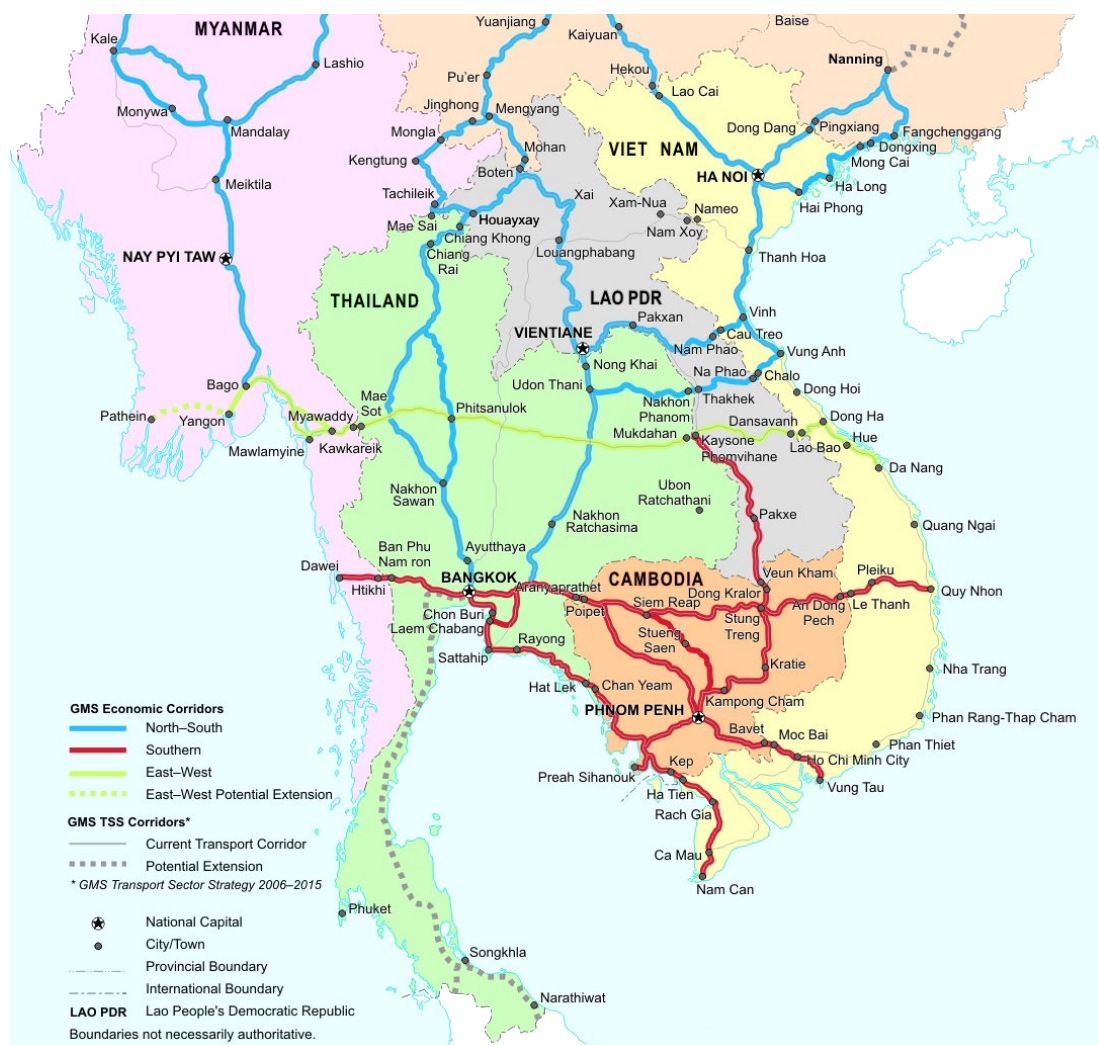 Yuanjiang
Baise
MYANMAR
Kaiyuan
Kale
Nanning
Lashio
Hekou
Pu'er
Lao Cai
Jinghong
Mengyang
Monywa
Mandalay
Dong Dang
Pingxiang
Fangchenggang
Mongla
Dongxing
VIET NAM
Mohan
Mong Cai
Kengtung
Boten
HA NOI
Meiktila
Ha Long
Tachileik
Xai
Xam-Nua
Nameo
Hai Phong
Mae Sai
Houayxay
Chiang Khong
Nam Xoy
Chiang
Rai
Louangphabang
Thanh Hoa
NAY PYI TAW
THAILAND
LAO PDR
Vinh
Pakxan
VIENTIANE
Cau Treo
Nam Phao
Vung Anh
Nong Khai
Na Phao
Chalo
Bago
Udon Thani
Dong Hoi
Mae
Sot
Nakhon
Phanom
Thakhek
Pathein
Yangon
Myawaddy
Phitsanulok
Dansavanh
Dong Ha
Mukdahan
Kaysone
Phomvihane
Hue
Mawlamyine
Kawkareik
Lao Bao
Da Nang
Nakhon
Sawan
Ubon
Ratchathani
Nakhon
Ratchasima
Pakxe
Quang Ngai
Ban Phu
Nam ron
Ayutthaya
Dawei
BANGKOK
CAMBODIA
Veun Kham
Pleiku
Htikhi
Aranyaprathet
Dong Kralor
Quy Nhon
Poipet
Siem Reap
An Dong
Pech
Le Thanh
Chon Buri
Laem Chabang
Stung
Treng
Stueng
Saen
Rayong
Sattahip
Kratie
Nha Trang
Hat Lek
Chan Yeam
Kampong Cham
PHNOM PENH
Phan Rang-Thap Cham
Bavet
Moc Bai
Phan Thiet
Ho Chi Minh City
Preah Sihanouk
Kep
Vung Tau
Ha Tien
Rach Gia
Ca Mau
Nam Can
Phuket
Songkhla
Narathiwat
GMS Economic Corridors
North–South
Southern
East–West
East–West Potential Extension
GMS TSS Corridors*
Current Transport Corridor
Potential Extension
* GMS Transport Sector Strategy 2006–2015
National Capital
City/Town
Provincial Boundary
International Boundary
LAO PDR Lao People's Democratic Republic
Boundaries not necessarily authoritative.